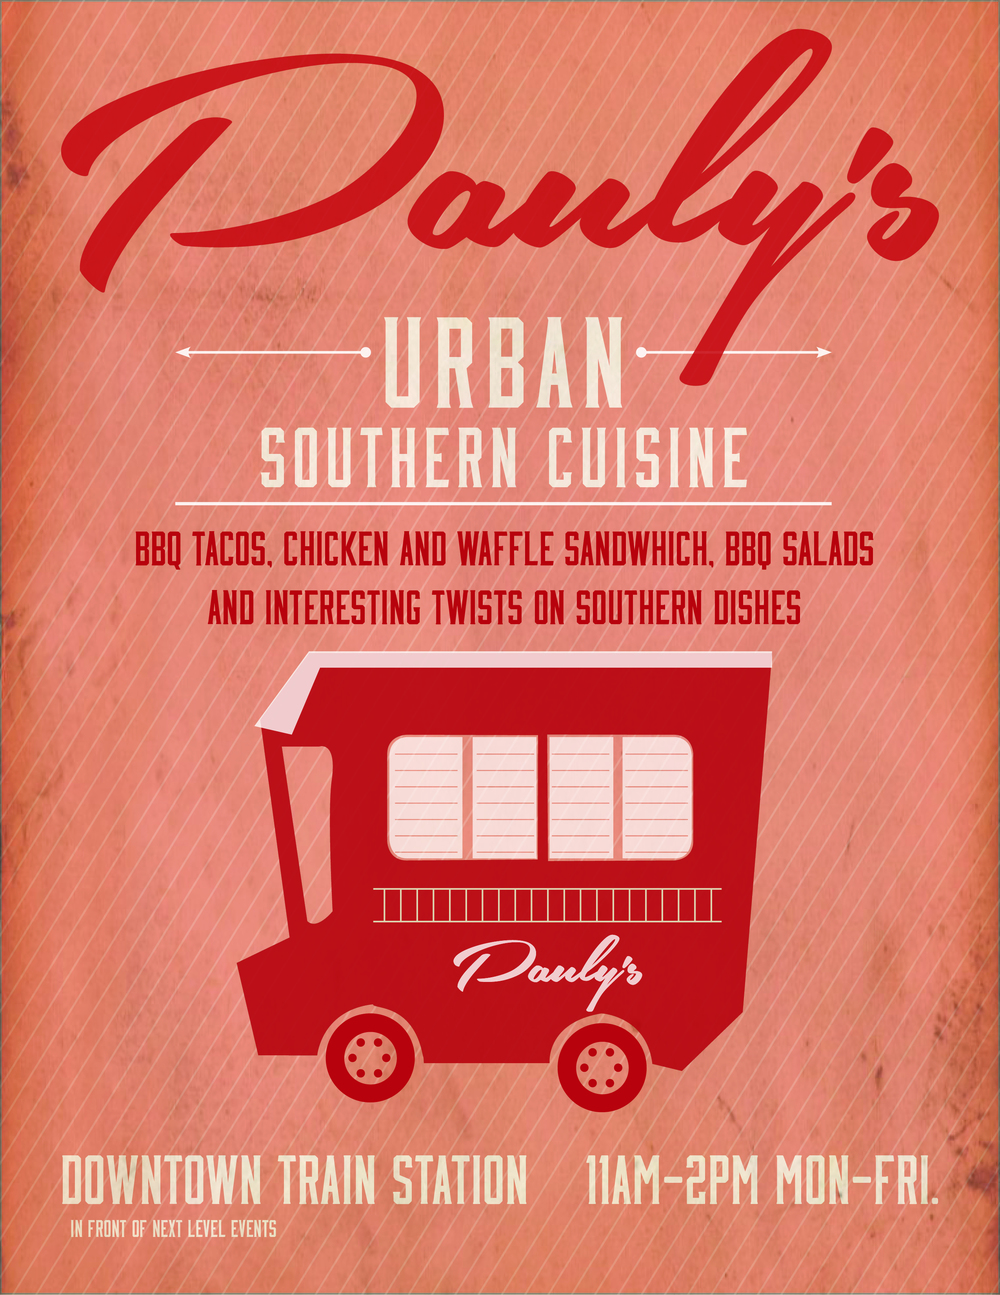 Pauly's
URBAN
SOUTHERN CUISINE
BBQ TACOS, CHICKEN AND WAFFLE SANDWHICH, BBQ SALADS
AND INTERESTING TWISTS ON SOUTHERN DISHES
Pauly's
DOWNTOWN TRAIN STATION 11AM-2PM MON-FRI.
IN FRONT OF NEXT LEVEL EVENTS